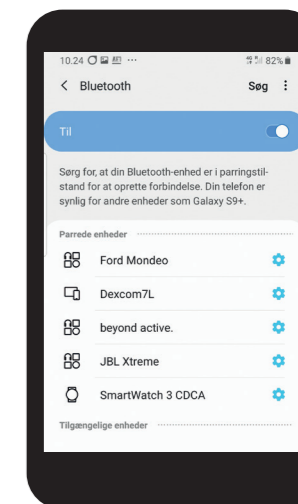 10.24 ···  82%
< Bluetooth Søg
Til
Sørg for, at din Bluetooth-enhed er i parringstil-
stand for at oprette forbindelse. Din telefon er
synlig for andre enheder som Galaxy S9+.
Parrede enheder
Ford Mondeo
Dexcom7L
beyond active.
JBL Xtreme
SmartWatch 3 CDCA
Tilgængelige enheder